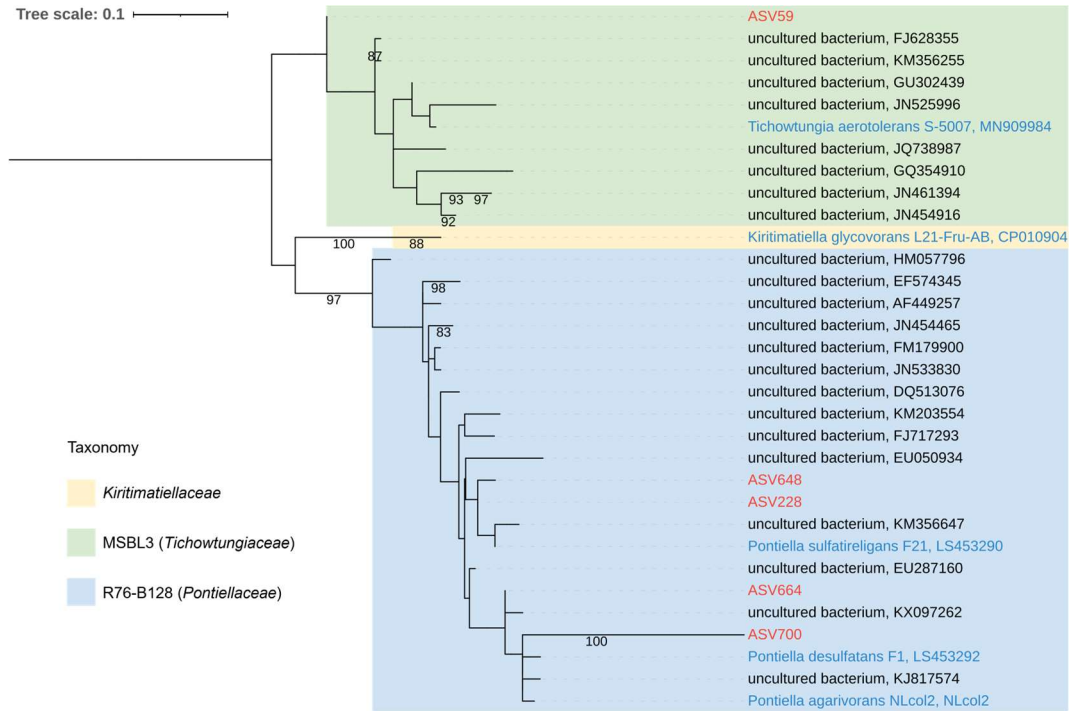 Tree scale: 0.1
ASV59
uncultured bacterium, FJ628355
87
uncultured bacterium, KM356255
uncultured bacterium, GU302439
uncultured bacterium, JN525996
Tichowtungia aerotolerans S-5007, MN909984
uncultured bacterium, JQ738987
uncultured bacterium, GQ354910
93 97 uncultured bacterium, JN461394
92 uncultured bacterium, JN454916
100 88 Kiritimatiella glycovorans L21-Fru-AB, CP010904
uncultured bacterium, HM057796
98 uncultured bacterium, EF574345
97
uncultured bacterium, AF449257
83 uncultured bacterium, JN454465
uncultured bacterium, FM179900
uncultured bacterium, JN533830
uncultured bacterium, DQ513076
uncultured bacterium, KM203554
uncultured bacterium, FJ717293
uncultured bacterium, EU050934
ASV648
ASV228
uncultured bacterium, KM356647
Pontiella sulfatireligans F21, LS453290
uncultured bacterium, EU287160
ASV664
uncultured bacterium, KX097262
100 ASV700
Pontiella desulfatans F1, LS453292
uncultured bacterium, KJ817574
Pontiella agarivorans NLcol2, NLcol2
Taxonomy
Kiritimatiellaceae
MSBL3 (Tichowtungiaceae)
R76-B128 (Pontiellaceae)